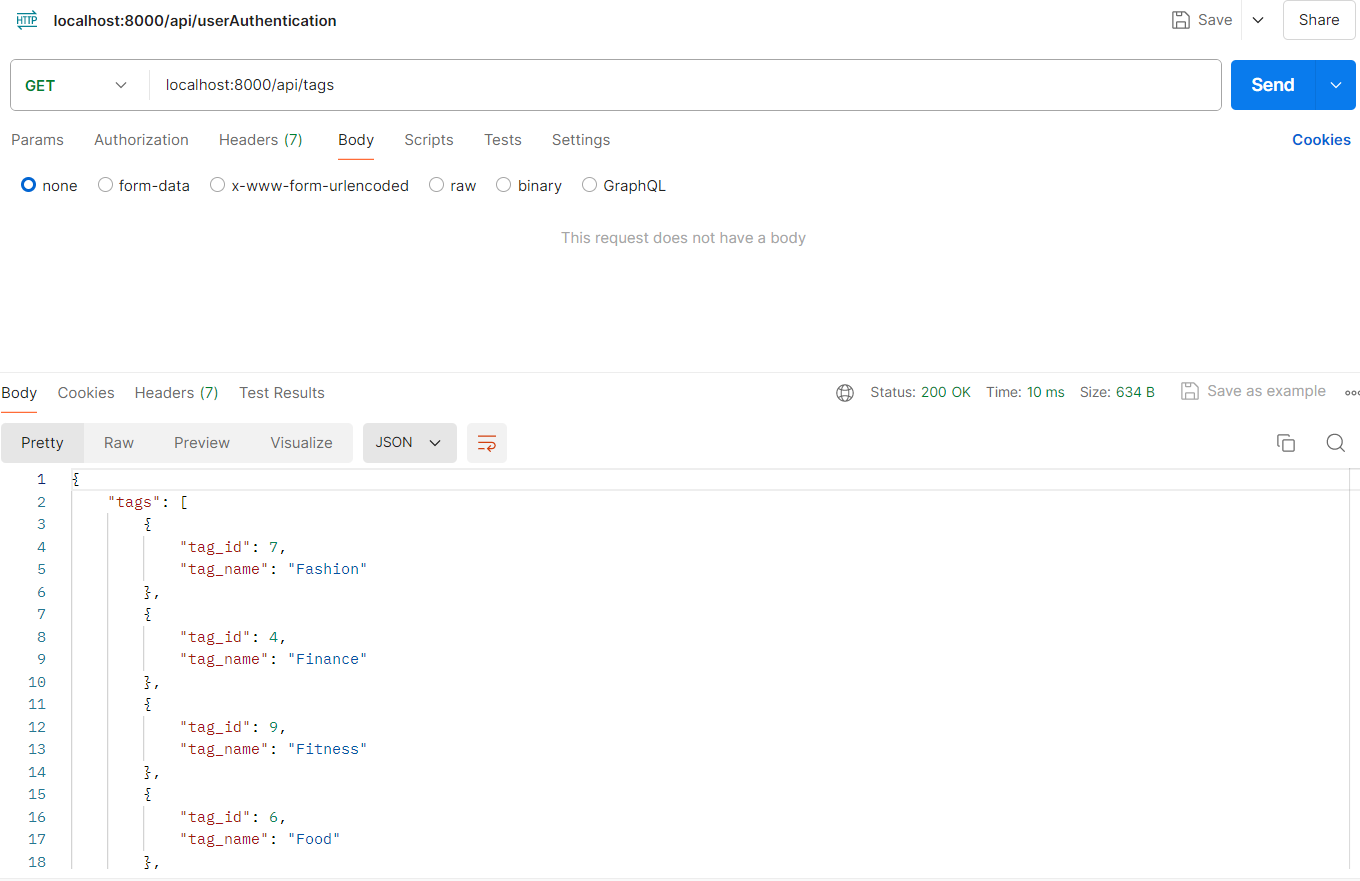 HTTP localhost:8000/api/userAuthentication Save Share
GET localhost:8000/api/tags Send
Params Authorization Headers (7) Body Scripts Tests Settings Cookies
none form-data x-www-form-urlencoded raw binary GraphQL
This request does not have a body
Body Cookies Headers (7) Test Results Status: 200 OK Time: 10 ms Size: 634 B Save as example
Pretty Raw Preview Visualize JSON
1 {
2 "tags": [
3 {
4 "tag_id": 7,
5 "tag_name": "Fashion"
6 },
7 {
8 "tag_id": 4,
9 "tag_name": "Finance"
10 },
11 {
12 "tag_id": 9,
13 "tag_name": "Fitness"
14 },
15 {
16 "tag_id": 6,
17 "tag_name": "Food"
18 },